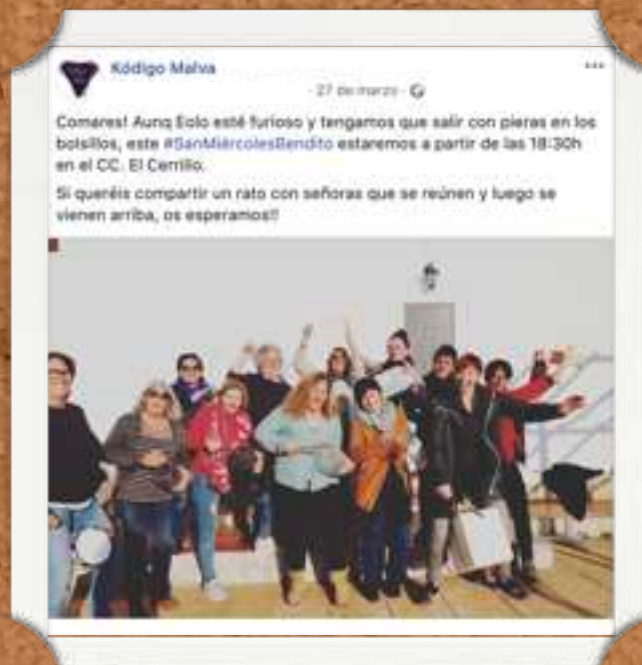 Kódigo Malva
27 de marzo ·
Comares! Aunq Eolo esté furioso y tengamos que salir con pieras en los
bolsillos, este #SanMiércolesBendito estaremos a partir de las 18:30h
en el CC. El Cerrillo.
Si queréis compartir un rato con señoras que se reúnen y luego se
vienen arriba, os esperamos!!